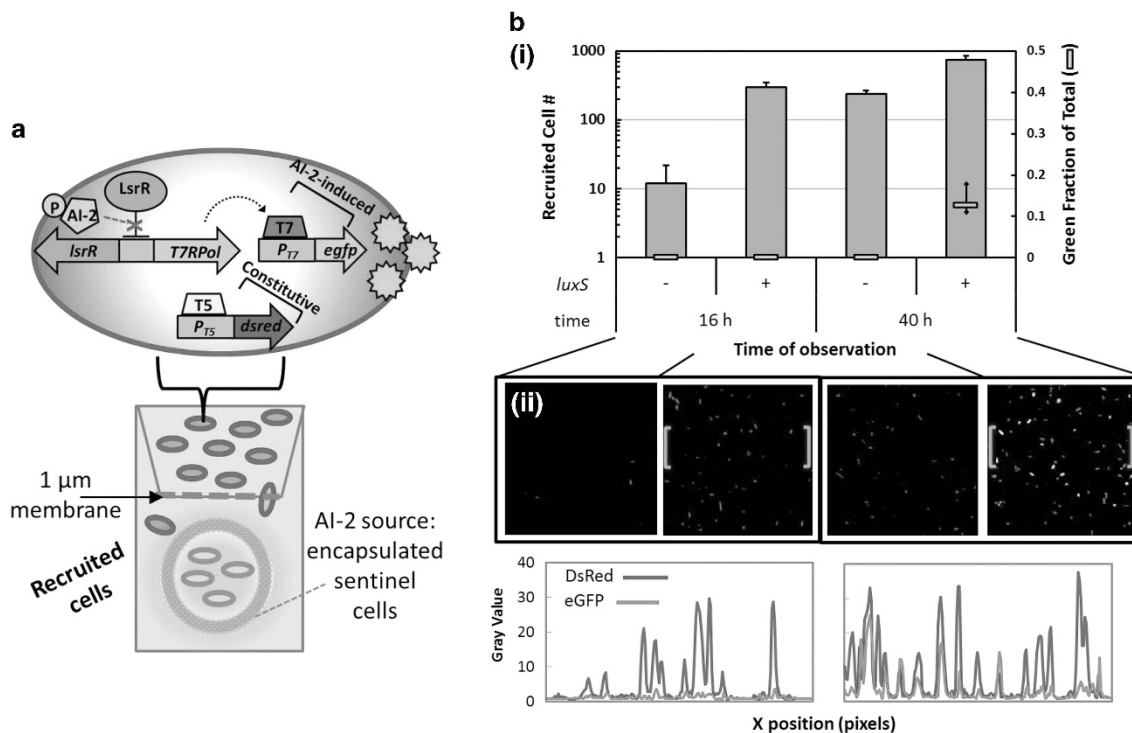 a
LsrR
P
AI-2
AI-2-induced
lsrR
T7RPol
T7
P_T7
egfp
Constitutive
T5
P_T5
dsred
1 μm
membrane
Recruited
cells
AI-2 source:
encapsulated
sentinel
cells
b
(i)
Recruited Cell #
1000
100
10
1
Green Fraction of Total ( )
0.5
0.4
0.3
0.2
0.1
0
luxS - + - +
time 16 h 40 h
Time of observation
(ii)
Gray Value
40
30
20
10
0
DsRed
eGFP
X position (pixels)